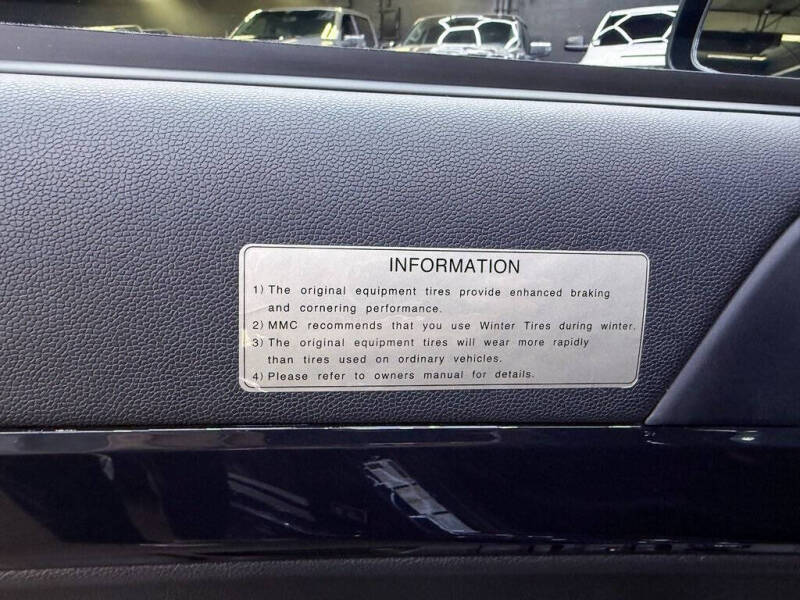 INFORMATION
1) The original equipment tires provide enhanced braking
and cornering performance.
2) MMC recommends that you use Winter Tires during winter.
3) The original equipment tires will wear more rapidly
than tires used on ordinary vehicles.
4) Please refer to owners manual for details.